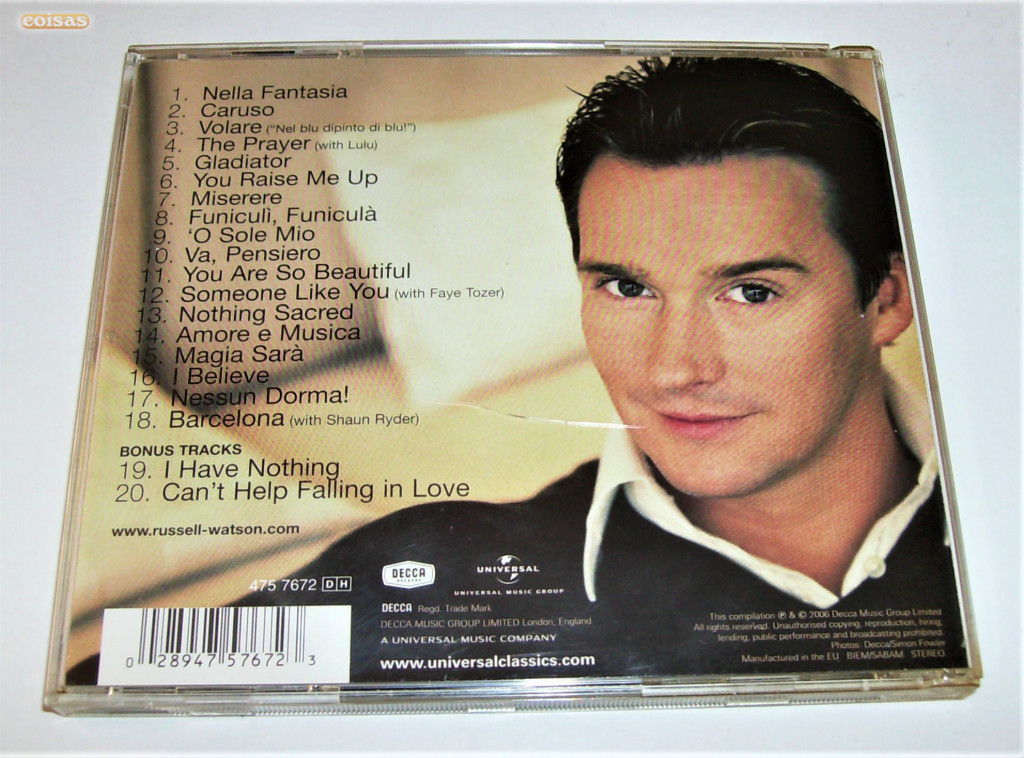 coisas
1. Nella Fantasia
2. Caruso
3. Volare ("Nel blu dipinto di blu!")
4. The Prayer (with Lulu)
5. Gladiator
6. You Raise Me Up
7. Miserere
8. Funiculì, Funiculà
9. 'O Sole Mio
10. Va, Pensiero
11. You Are So Beautiful
12. Someone Like You (with Faye Tozer)
13. Nothing Sacred
14. Amore e Musica
15. Magia Sarà
16. I Believe
17. Nessun Dorma!
18. Barcelona (with Shaun Ryder)
BONUS TRACKS
19. I Have Nothing
20. Can't Help Falling in Love
www.russell-watson.com
475 7672 DH
0 28947 57672 3
DECCA
RECORDS
UNIVERSAL
UNIVERSAL MUSIC GROUP
DECCA Regd. Trade Mark
DECCA MUSIC GROUP LIMITED London, England
A UNIVERSAL MUSIC COMPANY
www.universalclassics.com
This compilation ℗ & © 2006 Decca Music Group Limited
All rights reserved. Unauthorised copying, reproduction, hiring,
lending, public performance and broadcasting prohibited.
Photos: Decca/Simon Fowler
Manufactured in the EU BIEM/SABAM STEREO